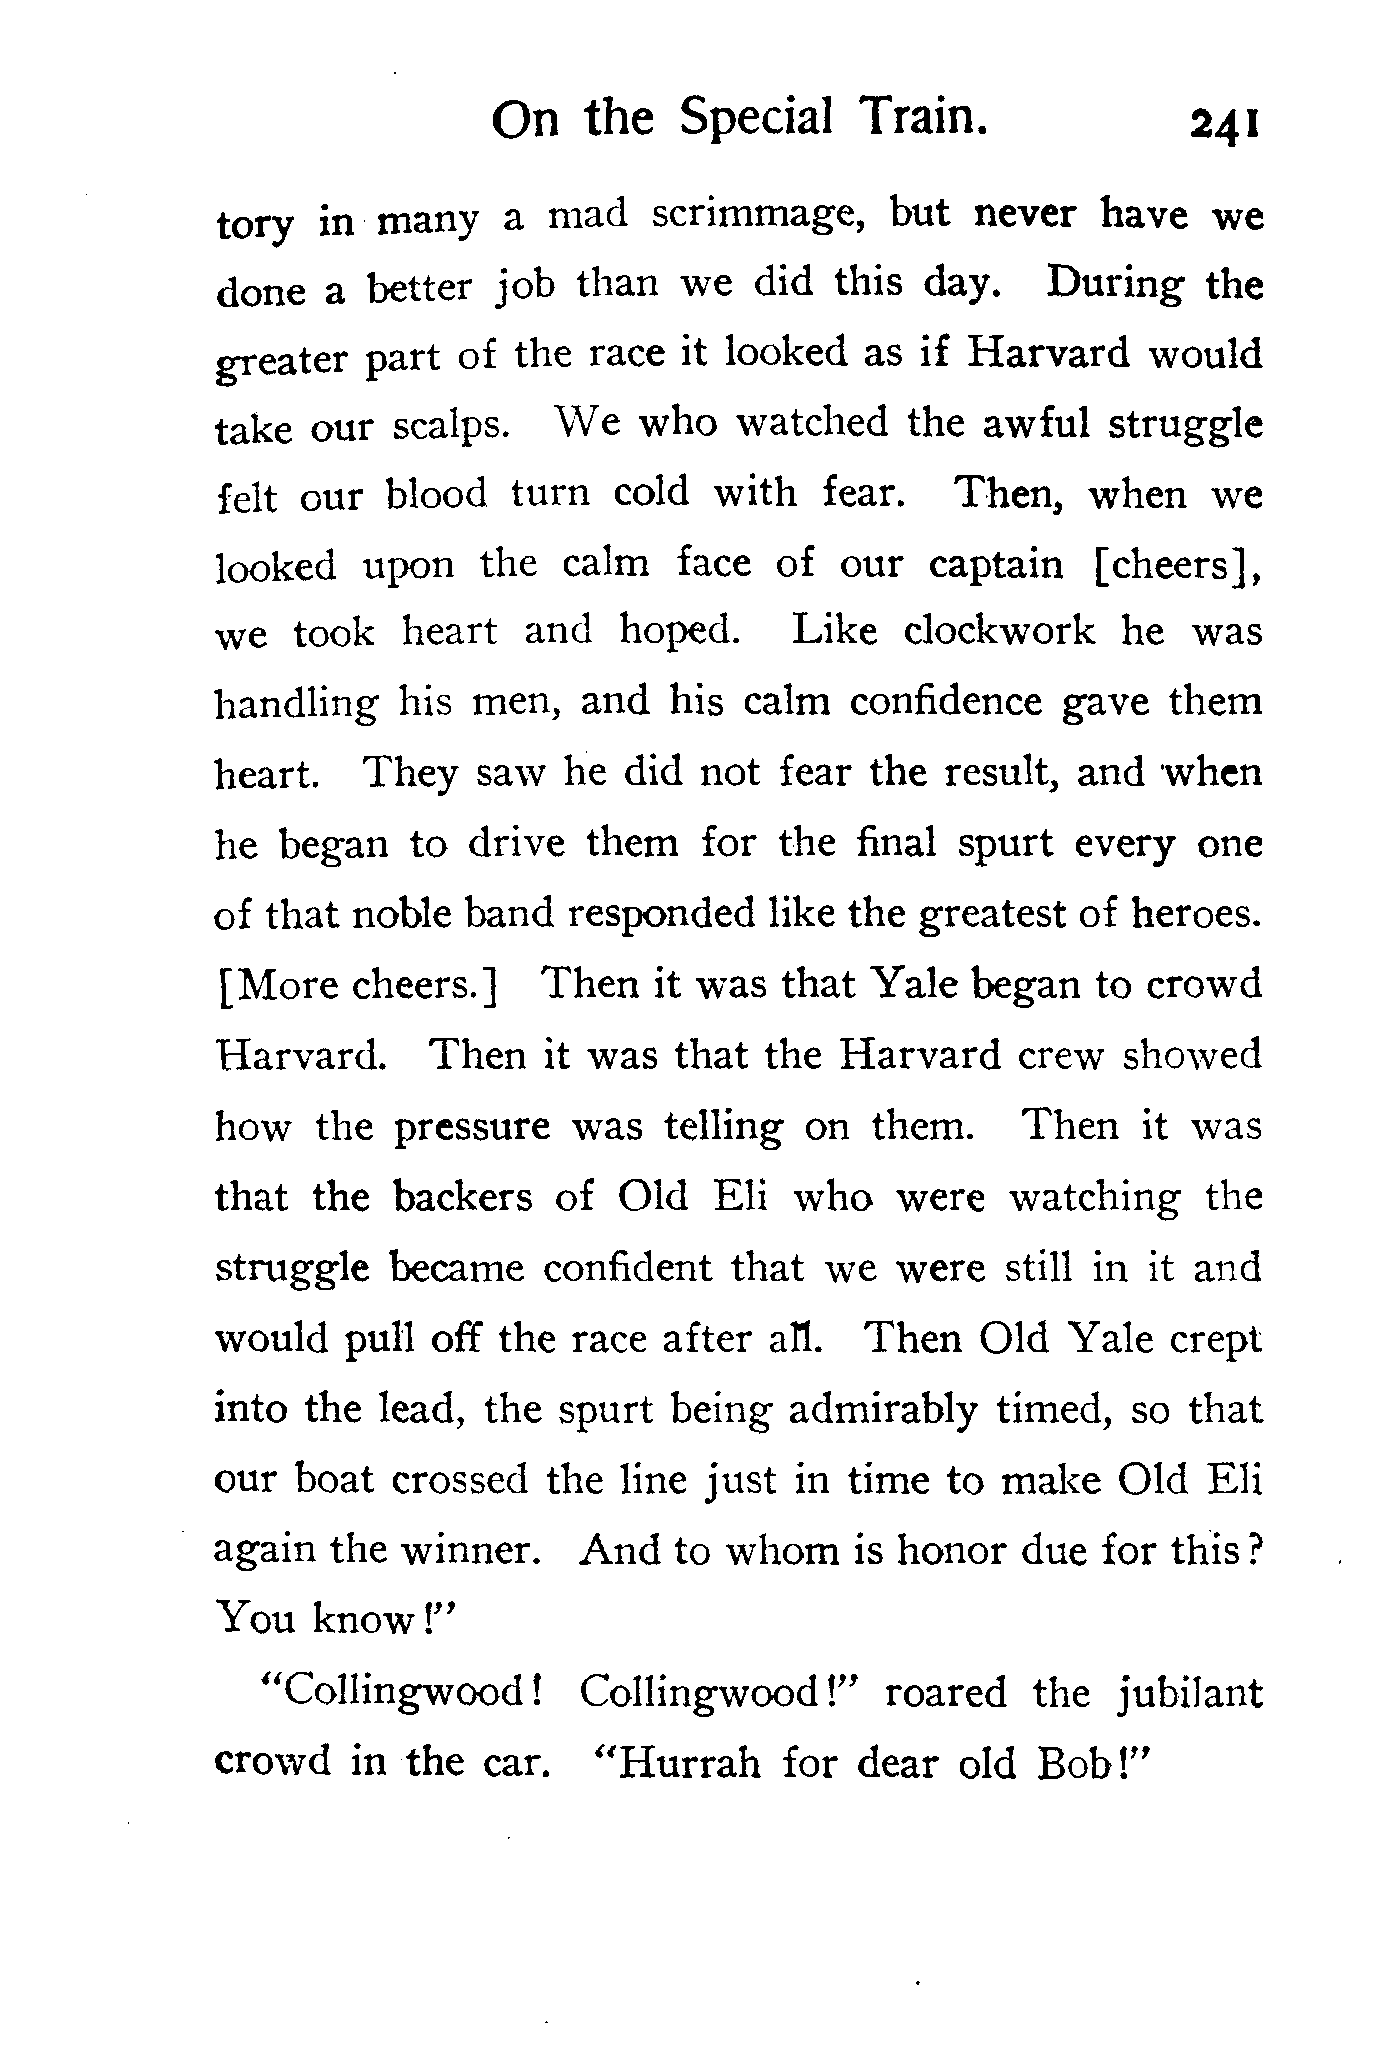 On the Special Train. 241
tory in many a mad scrimmage, but never have we
done a better job than we did this day. During the
greater part of the race it looked as if Harvard would
take our scalps. We who watched the awful struggle
felt our blood turn cold with fear. Then, when we
looked upon the calm face of our captain [cheers],
we took heart and hoped. Like clockwork he was
handling his men, and his calm confidence gave them
heart. They saw he did not fear the result, and when
he began to drive them for the final spurt every one
of that noble band responded like the greatest of heroes.
[More cheers.] Then it was that Yale began to crowd
Harvard. Then it was that the Harvard crew showed
how the pressure was telling on them. Then it was
that the backers of Old Eli who were watching the
struggle became confident that we were still in it and
would pull off the race after all. Then Old Yale crept
into the lead, the spurt being admirably timed, so that
our boat crossed the line just in time to make Old Eli
again the winner. And to whom is honor due for this?
You know!"
"Collingwood! Collingwood!" roared the jubilant
crowd in the car. "Hurrah for dear old Bob!"